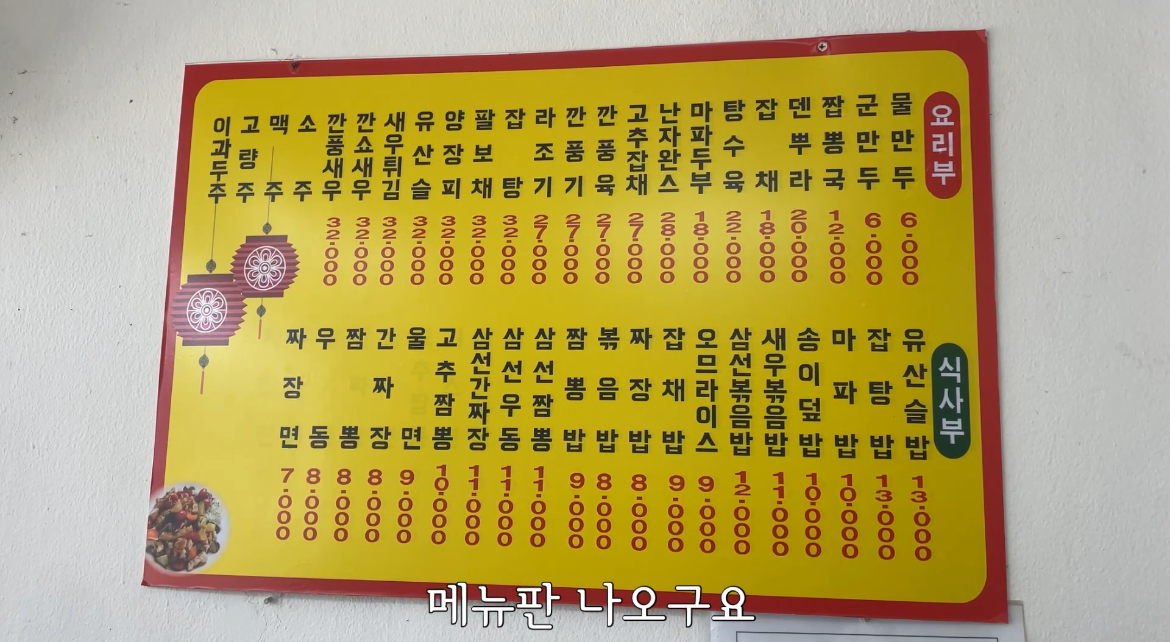 요리부
물만두 6.000
군만두 6.000
짬뽕국 12.000
덴뿌라 20.000
잡채 18.000
탕수육 22.000
마파두부 18.000
난자완스 28.000
고추잡채 27.000
깐풍육 27.000
깐풍기 27.000
라조기 27.000
잡탕 32.000
팔보채 32.000
양장피 32.000
유산슬 32.000
새우튀김 32.000
깐쇼새우 32.000
깐풍새우 32.000
소주
맥주
고량주
이과두주
식사부
유산슬밥 13.000
잡탕밥 13.000
마파밥 10.000
송이덮밥 10.000
새우볶음밥 11.000
삼선볶음밥 12.000
오므라이스 9.000
잡채밥 9.000
짜장밥 8.000
볶음밥 8.000
짬뽕밥 9.000
삼선짬뽕 11.000
삼선우동 11.000
삼선간짜장 11.000
고추짬뽕 10.000
울면 9.000
간짜장 8.000
짬뽕 8.000
우동 8.000
짜장면 7.000
메뉴판 나오구요